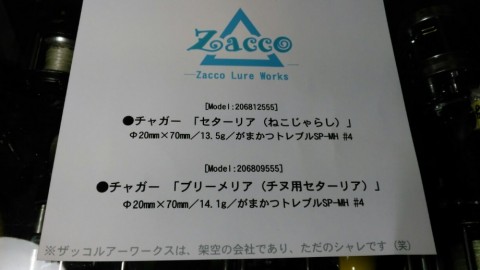 Zacco
Zacco Lure Works
[Model:206812555]
●チャガー 「セターリア(ねこじゃらし)」
Φ20mm×70mm/13.5g/がまかつトレブルSP-MH #4
[Model:206809555]
●チャガー 「ブリーメリア(チヌ用セターリア)」
Φ20mm×70mm/14.1g/がまかつトレブルSP-MH #4
※ザッコルアーワークスは、架空の会社であり、ただのシャレです(笑)